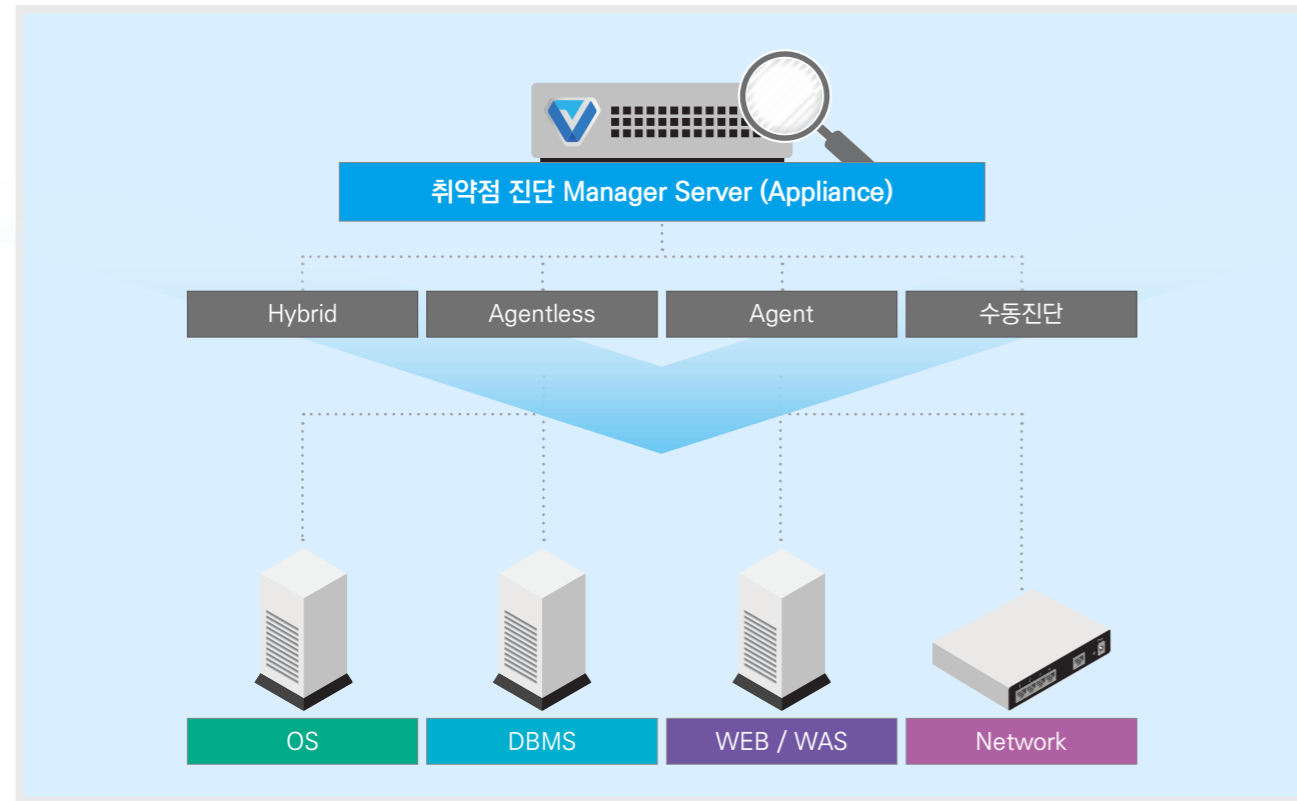 취약점 진단 Manager Server (Appliance)
Hybrid
Agentless
Agent
수동진단
OS
DBMS
WEB / WAS
Network